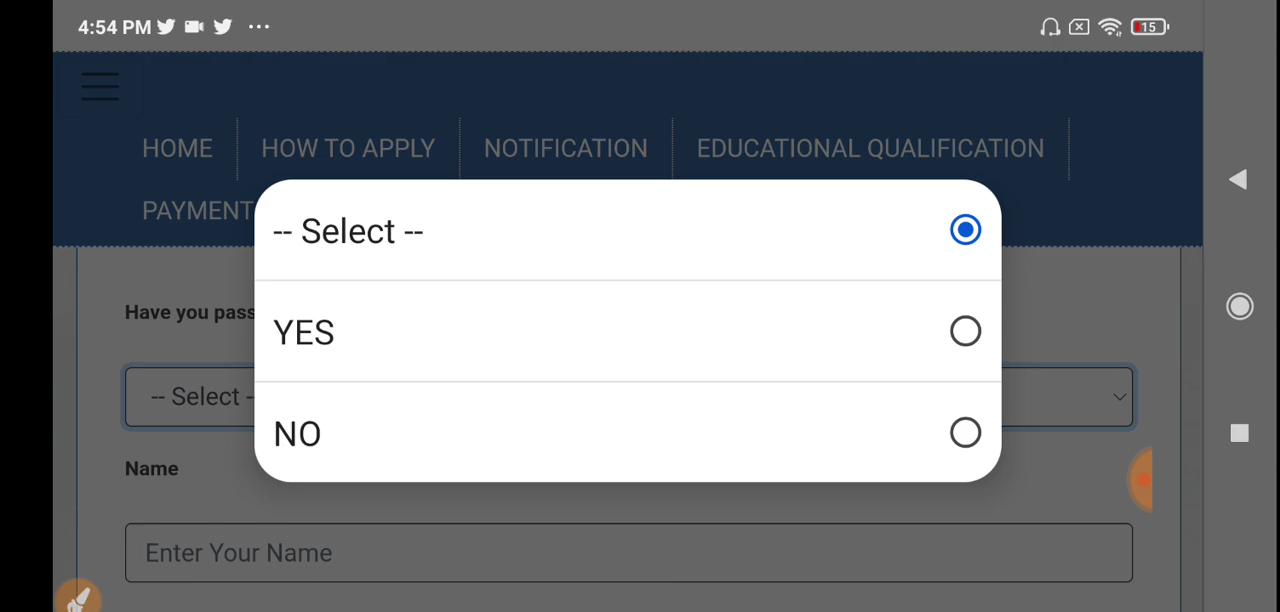 4:54 PM
15
HOME
HOW TO APPLY
NOTIFICATION
EDUCATIONAL QUALIFICATION
PAYMENT
-- Select --
YES
NO
Have you pass
-- Select -
Name
Enter Your Name